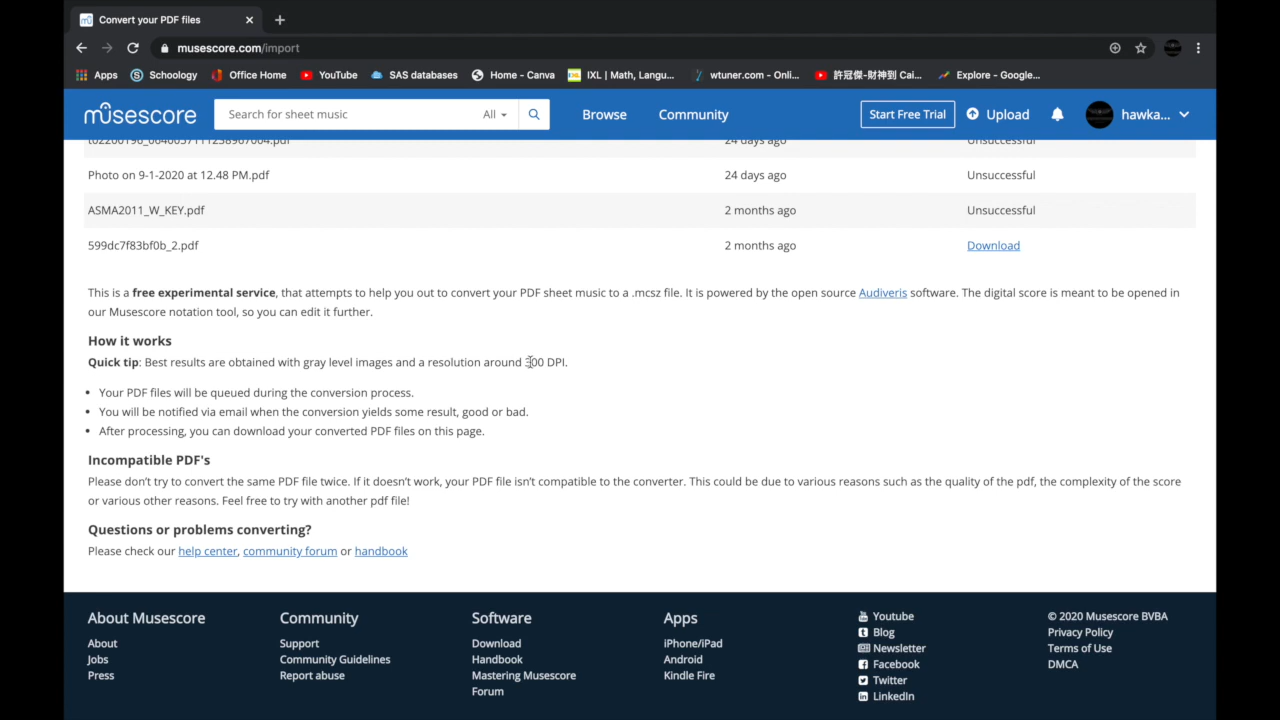 Convert your PDF files
musescore.com/import
Apps Schoology Office Home YouTube SAS databases Home - Canva IXL | Math, Langu... wtuner.com - Onli... 許冠傑-財神到 Cai... Explore - Google...
musescore Search for sheet music All Browse Community Start Free Trial Upload hawka...
24 days ago Unsuccessful
Photo on 9-1-2020 at 12.48 PM.pdf 24 days ago Unsuccessful
ASMA2011_W_KEY.pdf 2 months ago Unsuccessful
599dc7f83bf0b_2.pdf 2 months ago Download
This is a free experimental service, that attempts to help you out to convert your PDF sheet music to a .mcsz file. It is powered by the open source Audiveris software. The digital score is meant to be opened in
our Musescore notation tool, so you can edit it further.
How it works
Quick tip: Best results are obtained with gray level images and a resolution around 300 DPI.
• Your PDF files will be queued during the conversion process.
• You will be notified via email when the conversion yields some result, good or bad.
• After processing, you can download your converted PDF files on this page.
Incompatible PDF's
Please don't try to convert the same PDF file twice. If it doesn't work, your PDF file isn't compatible to the converter. This could be due to various reasons such as the quality of the pdf, the complexity of the score
or various other reasons. Feel free to try with another pdf file!
Questions or problems converting?
Please check our help center, community forum or handbook
About Musescore Community Software Apps Youtube © 2020 Musescore BVBA
Blog Privacy Policy
About Support Download iPhone/iPad Newsletter Terms of Use
Jobs Community Guidelines Handbook Android Facebook DMCA
Press Report abuse Mastering Musescore Kindle Fire Twitter
Forum LinkedIn